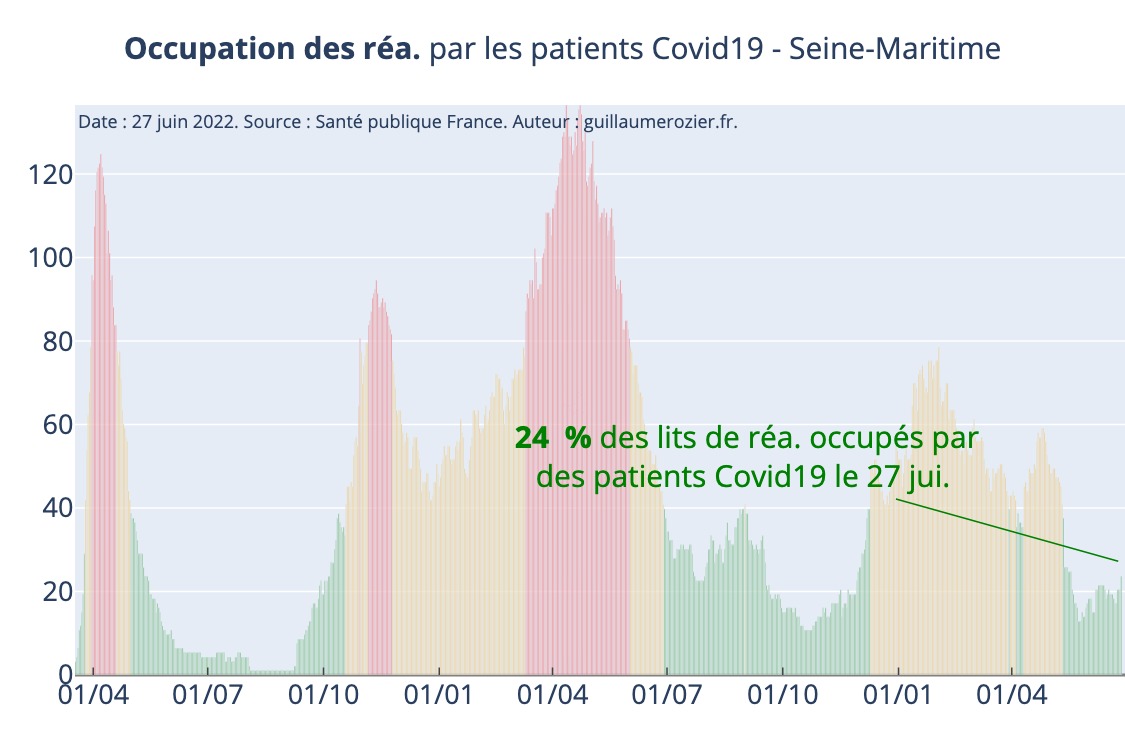 Occupation des réa. par les patients Covid19 - Seine-Maritime
Date : 27 juin 2022. Source : Santé publique France. Auteur : guillaumerozier.fr.
120
100
80
60
40
20
0
24 % des lits de réa. occupés par
des patients Covid19 le 27 jui.
01/04 01/07 01/10 01/01 01/04 01/07 01/10 01/01 01/04